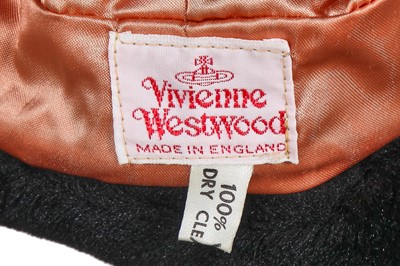 Vivienne
Westwood
MADE IN ENGLAND
100%
DRY CLE